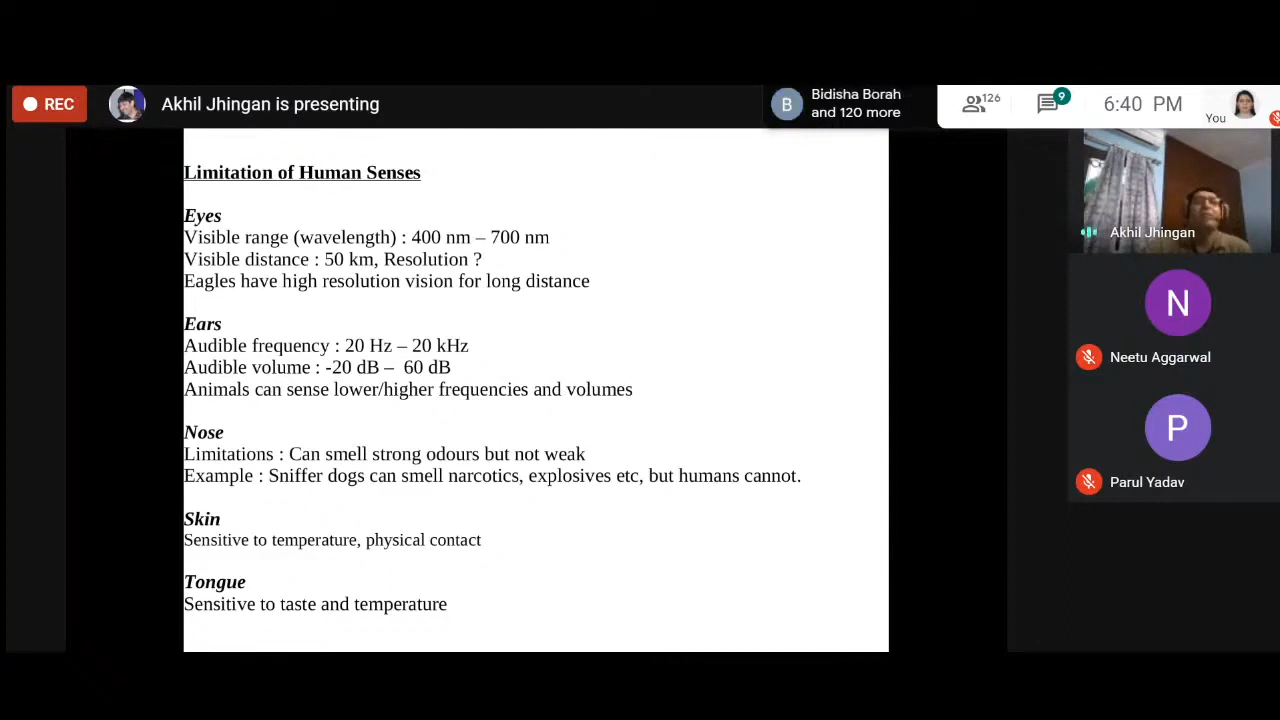 REC
Akhil Jhingan is presenting
B
Bidisha Borah
and 120 more
126
9
6:40 PM
You
Limitation of Human Senses
Eyes
Visible range (wavelength) : 400 nm – 700 nm
Visible distance : 50 km, Resolution ?
Eagles have high resolution vision for long distance
Ears
Audible frequency : 20 Hz – 20 kHz
Audible volume : -20 dB – 60 dB
Animals can sense lower/higher frequencies and volumes
Nose
Limitations : Can smell strong odours but not weak
Example : Sniffer dogs can smell narcotics, explosives etc, but humans cannot.
Skin
Sensitive to temperature, physical contact
Tongue
Sensitive to taste and temperature
Akhil Jhingan
N
Neetu Aggarwal
P
Parul Yadav